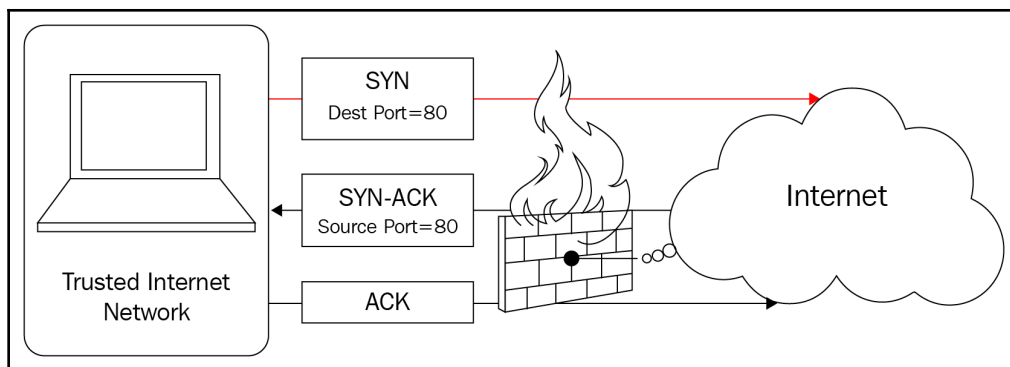 SYN
Dest Port=80
SYN-ACK
Source Port=80
Internet
Trusted Internet
Network
ACK